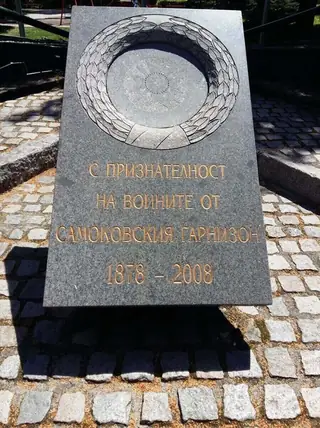 С ПРИЗНАТЕЛНОСТ
НА ВОИНИТЕ ОТ
САМОКОВСКИЯ ГАРНИЗОН
1878 - 2008